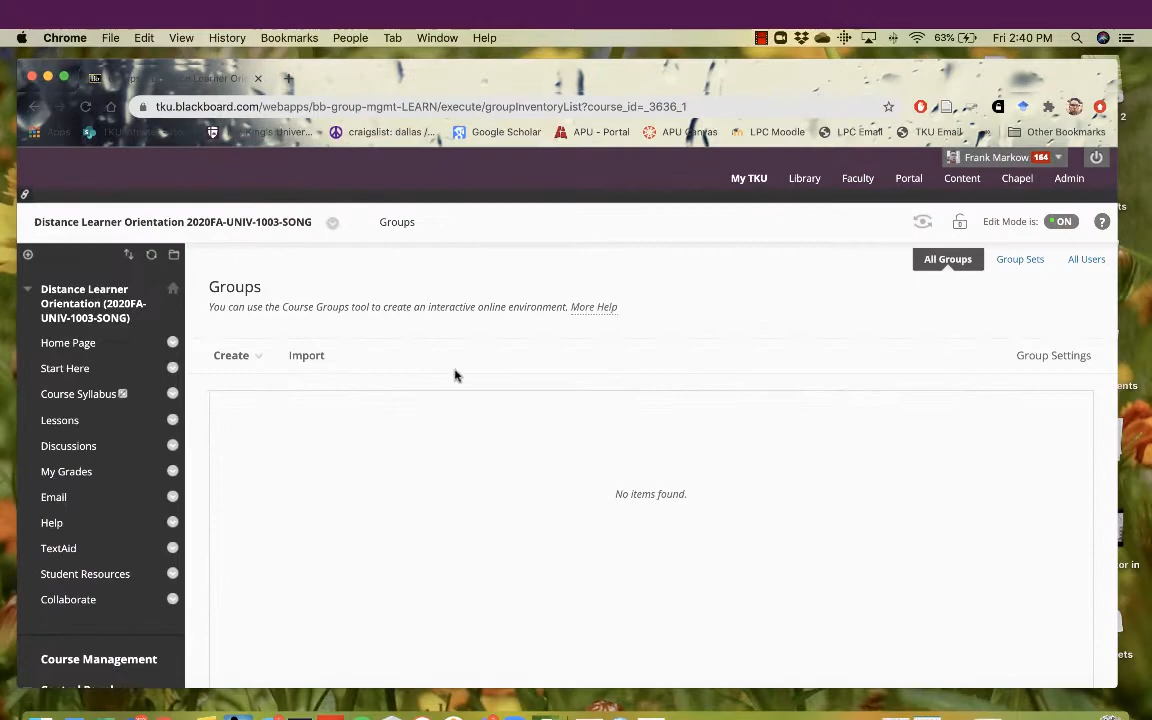 Chrome File Edit View History Bookmarks People Tab Window Help 63% Fri 2:40 PM
tku.blackboard.com/webapps/bb-group-mgmt-LEARN/execute/groupInventoryList?course_id=_3636_1
Apps King's Univer... craigslist: dallas /... Google Scholar APU - Portal APU Canvas LPC Moodle LPC Email TKU Email » Other Bookmarks
Frank Markow 164
My TKU Library Faculty Portal Content Chapel Admin
Distance Learner Orientation 2020FA-UNIV-1003-SONG Groups Edit Mode is: ON ?
All Groups Group Sets All Users
Distance Learner
Orientation (2020FA-
UNIV-1003-SONG)
Home Page
Start Here
Course Syllabus
Lessons
Discussions
My Grades
Email
Help
TextAid
Student Resources
Collaborate
Course Management
Groups
You can use the Course Groups tool to create an interactive online environment. More Help
Create Import Group Settings
No items found.